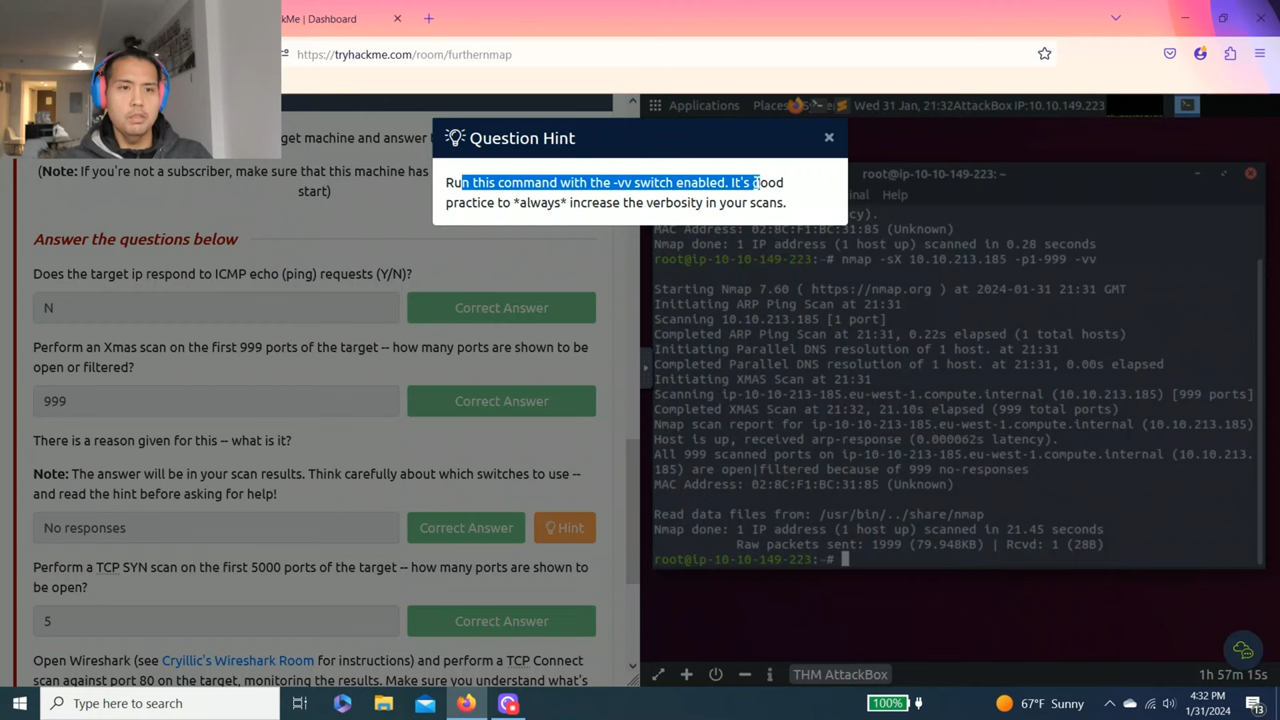 kMe | Dashboard
https://tryhackme.com/room/furthernmap
Applications Places Wed 31 Jan, 21:32 AttackBox IP:10.10.149.223
get machine and answer t
(Note: If you're not a subscriber, make sure that this machine has
start)
Question Hint
Run this command with the -vv switch enabled. It's good
practice to *always* increase the verbosity in your scans.
Answer the questions below
Does the target ip respond to ICMP echo (ping) requests (Y/N)?
N
Correct Answer
Perform an Xmas scan on the first 999 ports of the target -- how many ports are shown to
be open or filtered?
999
Correct Answer
There is a reason given for this -- what is it?
Note: The answer will be in your scan results. Think carefully about which switches to use --
and read the hint before asking for help!
No responses
Correct Answer
Hint
Perform a TCP SYN scan on the first 5000 ports of the target -- how many ports are shown to
be open?
5
Correct Answer
Open Wireshark (see Cryillic's Wireshark Room for instructions) and perform a TCP Connect
scan against port 80 on the target, monitoring the results. Make sure you understand what's
root@ip-10-10-149-223: ~
inal Help
cy).
MAC Address: 02:8C:F1:BC:31:85 (Unknown)
Nmap done: 1 IP address (1 host up) scanned in 0.28 seconds
root@ip-10-10-149-223:~# nmap -sX 10.10.213.185 -p1-999 -vv
Starting Nmap 7.60 ( https://nmap.org ) at 2024-01-31 21:31 GMT
Initiating ARP Ping Scan at 21:31
Scanning 10.10.213.185 [1 port]
Completed ARP Ping Scan at 21:31, 0.22s elapsed (1 total hosts)
Initiating Parallel DNS resolution of 1 host. at 21:31
Completed Parallel DNS resolution of 1 host. at 21:31, 0.00s elapsed
Initiating XMAS Scan at 21:31
Scanning ip-10-10-213-185.eu-west-1.compute.internal (10.10.213.185) [999 ports]
Completed XMAS Scan at 21:32, 21.10s elapsed (999 total ports)
Nmap scan report for ip-10-10-213-185.eu-west-1.compute.internal (10.10.213.185)
Host is up, received arp-response (0.000062s latency).
All 999 scanned ports on ip-10-10-213-185.eu-west-1.compute.internal (10.10.213.
185) are open|filtered because of 999 no-responses
MAC Address: 02:8C:F1:BC:31:85 (Unknown)
Read data files from: /usr/bin/../share/nmap
Nmap done: 1 IP address (1 host up) scanned in 21.45 seconds
Raw packets sent: 1999 (79.948KB) | Rcvd: 1 (28B)
root@ip-10-10-149-223:~#
THM AttackBox
1h 57m 15s
Type here to search
100%
67°F Sunny
4:32 PM
1/31/2024
13